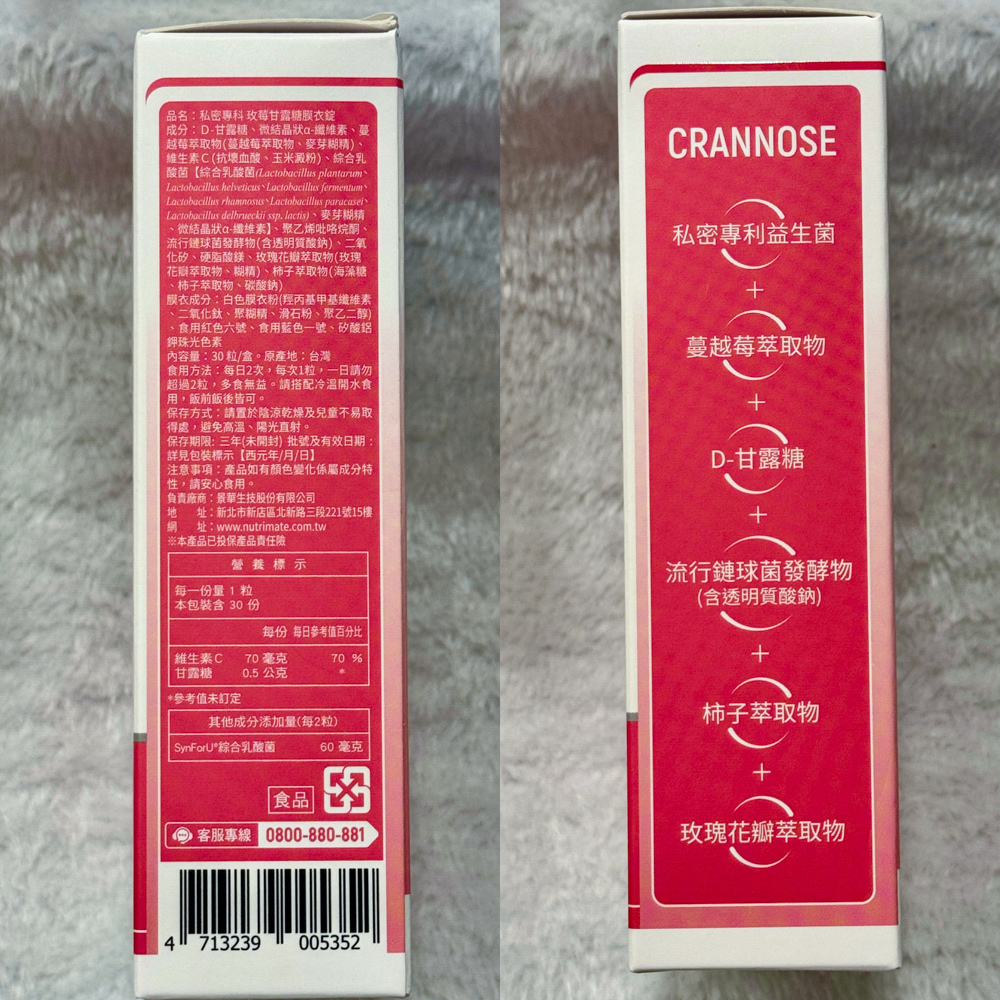 品名：私密專科 玫莓甘露糖膜衣錠
成分：D-甘露糖、微結晶狀α-纖維素、蔓
越莓萃取物(蔓越莓萃取物、麥芽糊精)、
維生素C(抗壞血酸、玉米澱粉)、綜合乳
酸菌【綜合乳酸菌(Lactobacillus plantarum、
Lactobacillus helveticus、Lactobacillus fermentum、
Lactobacillus rhamnosus、Lactobacillus paracasei、
Lactobacillus delbrueckii ssp. lactis)、麥芽糊精
、微結晶狀α-纖維素】、聚乙烯吡咯烷酮、
流行鏈球菌發酵物(含透明質酸鈉)、二氧
化矽、硬脂酸鎂、玫瑰花瓣萃取物(玫瑰
花瓣萃取物、糊精)、柿子萃取物(海藻糖
、柿子萃取物、碳酸鈉)
膜衣成分：白色膜衣粉(羥丙基甲基纖維素
、二氧化鈦、聚糊精、滑石粉、聚乙二醇)
、食用紅色六號、食用藍色一號、矽酸鋁
鉀珠光色素
內容量：30 粒/盒。原產地：台灣
食用方法：每日2次，每次1粒，一日請勿
超過2粒，多食無益。請搭配冷溫開水食
用，飯前飯後皆可。
保存方式：請置於陰涼乾燥及兒童不易取
得處，避免高溫、陽光直射。
保存期限：三年(未開封) 批號及有效日期：
詳見包裝標示【西元年/月/日】
注意事項：產品如有顏色變化係屬成分特
性，請安心食用。
負責廠商：景華生技股份有限公司
地　　址：新北市新店區北新路三段221號15樓
網　　址：www.nutrimate.com.tw
※本產品已投保產品責任險
營 養 標 示
每一份量 1 粒
本包裝含 30 份
每份 每日參考值百分比
維生素C 70 毫克 70 %
甘露糖 0.5 公克 *
*參考值未訂定
其他成分添加量(每2粒)
SynForU®綜合乳酸菌 60 毫克
食品
客服專線 0800-880-881
4 713239 005352
CRANNOSE
私密專利益生菌
+
蔓越莓萃取物
+
D-甘露糖
+
流行鏈球菌發酵物
(含透明質酸鈉)
+
柿子萃取物
+
玫瑰花瓣萃取物